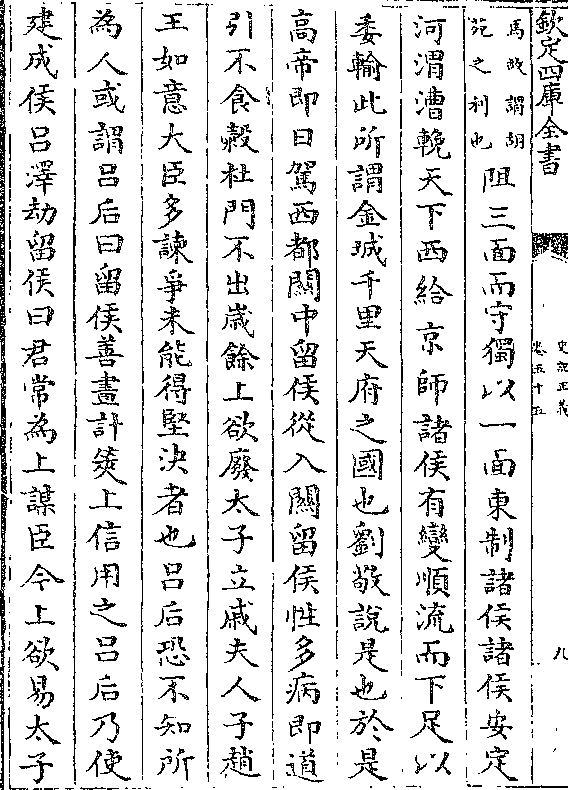 欽定四庫全書
史記正義
卷五十五
九
馬故謂胡
苑之利也
阻三面而守獨以一面東制諸侯諸侯安定
河渭漕輓天下西給京師諸侯有變順流而下足以
委輸此所謂金城千里天府之國也劉敬說是也於是
高帝即日駕西都關中留侯從入關留侯性多病即道
引不食穀杜門不出歲餘上欲廢太子立戚夫人子趙
王如意大臣多諫爭未能得堅決者也吕后恐不知所
為人或謂吕后曰留侯善畫計筴上信用之吕后乃使
建成侯吕澤劫留侯曰君常為上謀臣今上欲易太子